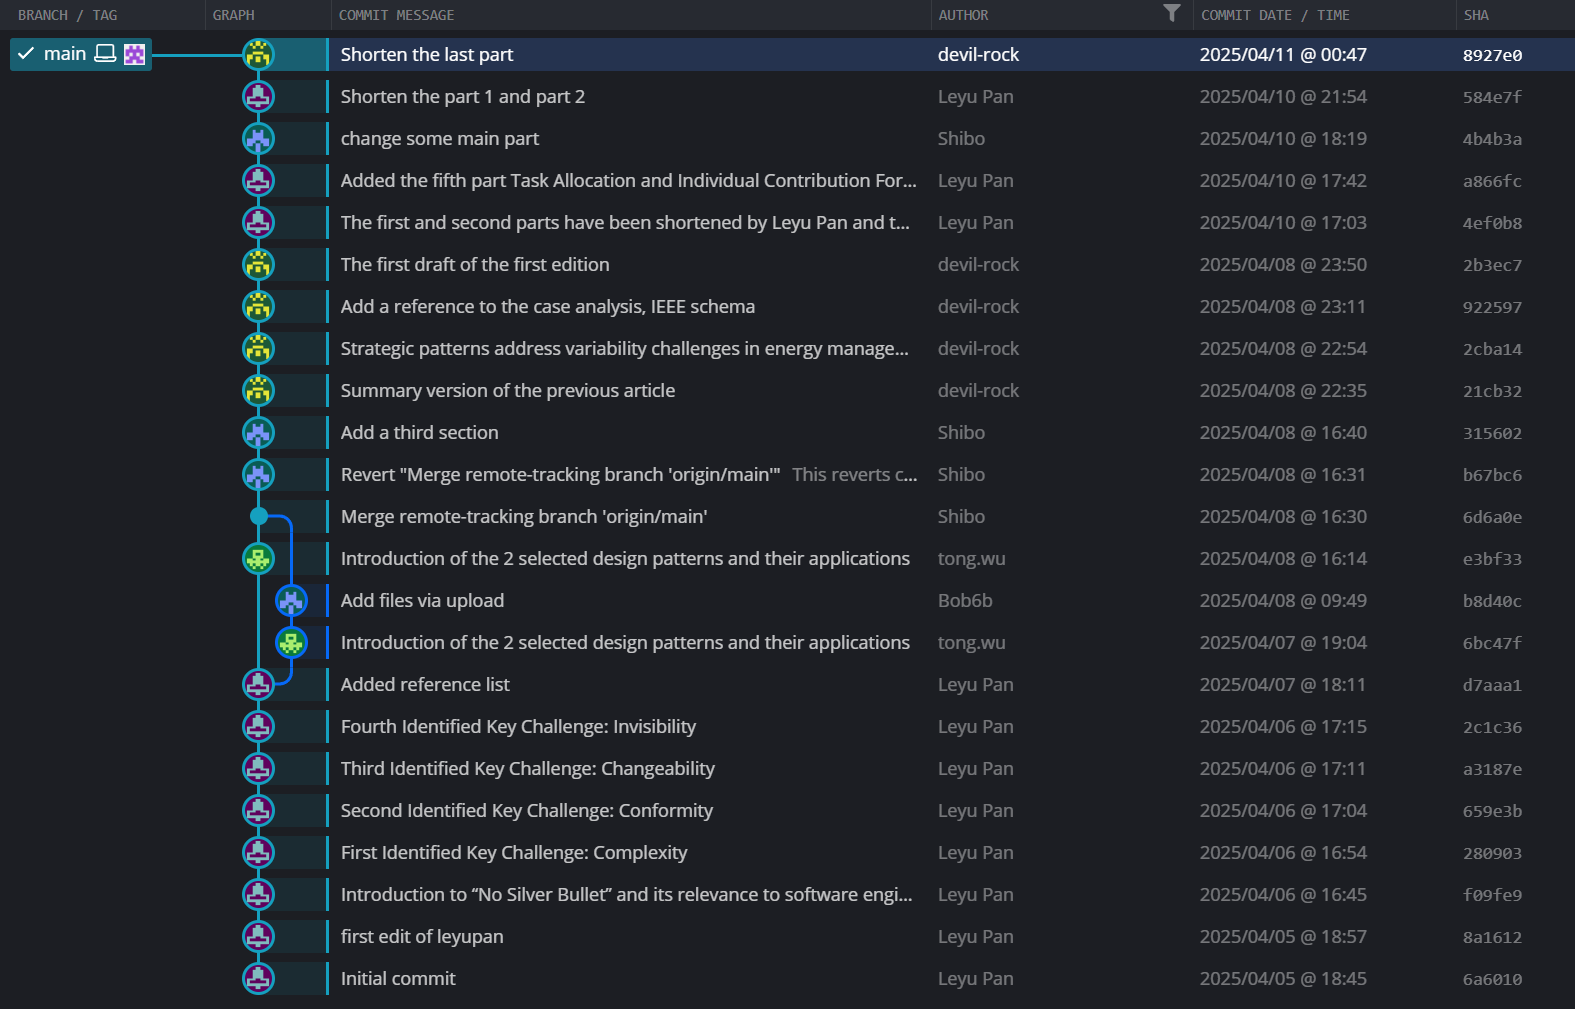 BRANCH / TAG GRAPH COMMIT MESSAGE AUTHOR COMMIT DATE / TIME SHA
main Shorten the last part devil-rock 2025/04/11 @ 00:47 8927e0
Shorten the part 1 and part 2 Leyu Pan 2025/04/10 @ 21:54 584e7f
change some main part Shibo 2025/04/10 @ 18:19 4b4b3a
Added the fifth part Task Allocation and Individual Contribution For... Leyu Pan 2025/04/10 @ 17:42 a866fc
The first and second parts have been shortened by Leyu Pan and t... Leyu Pan 2025/04/10 @ 17:03 4ef0b8
The first draft of the first edition devil-rock 2025/04/08 @ 23:50 2b3ec7
Add a reference to the case analysis, IEEE schema devil-rock 2025/04/08 @ 23:11 922597
Strategic patterns address variability challenges in energy manage... devil-rock 2025/04/08 @ 22:54 2cba14
Summary version of the previous article devil-rock 2025/04/08 @ 22:35 21cb32
Add a third section Shibo 2025/04/08 @ 16:40 315602
Revert "Merge remote-tracking branch 'origin/main'" This reverts c... Shibo 2025/04/08 @ 16:31 b67bc6
Merge remote-tracking branch 'origin/main' Shibo 2025/04/08 @ 16:30 6d6a0e
Introduction of the 2 selected design patterns and their applications tong.wu 2025/04/08 @ 16:14 e3bf33
Add files via upload Bob6b 2025/04/08 @ 09:49 b8d40c
Introduction of the 2 selected design patterns and their applications tong.wu 2025/04/07 @ 19:04 6bc47f
Added reference list Leyu Pan 2025/04/07 @ 18:11 d7aaa1
Fourth Identified Key Challenge: Invisibility Leyu Pan 2025/04/06 @ 17:15 2c1c36
Third Identified Key Challenge: Changeability Leyu Pan 2025/04/06 @ 17:11 a3187e
Second Identified Key Challenge: Conformity Leyu Pan 2025/04/06 @ 17:04 659e3b
First Identified Key Challenge: Complexity Leyu Pan 2025/04/06 @ 16:54 280903
Introduction to “No Silver Bullet” and its relevance to software engi... Leyu Pan 2025/04/06 @ 16:45 f09fe9
first edit of leyupan Leyu Pan 2025/04/05 @ 18:57 8a1612
Initial commit Leyu Pan 2025/04/05 @ 18:45 6a6010